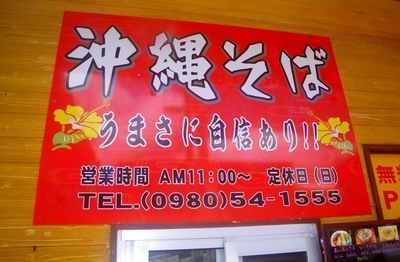 沖縄そば
うまさに自信あり!!
営業時間 AM11:00〜 定休日(日)
TEL.(0980)54-1555
無
P